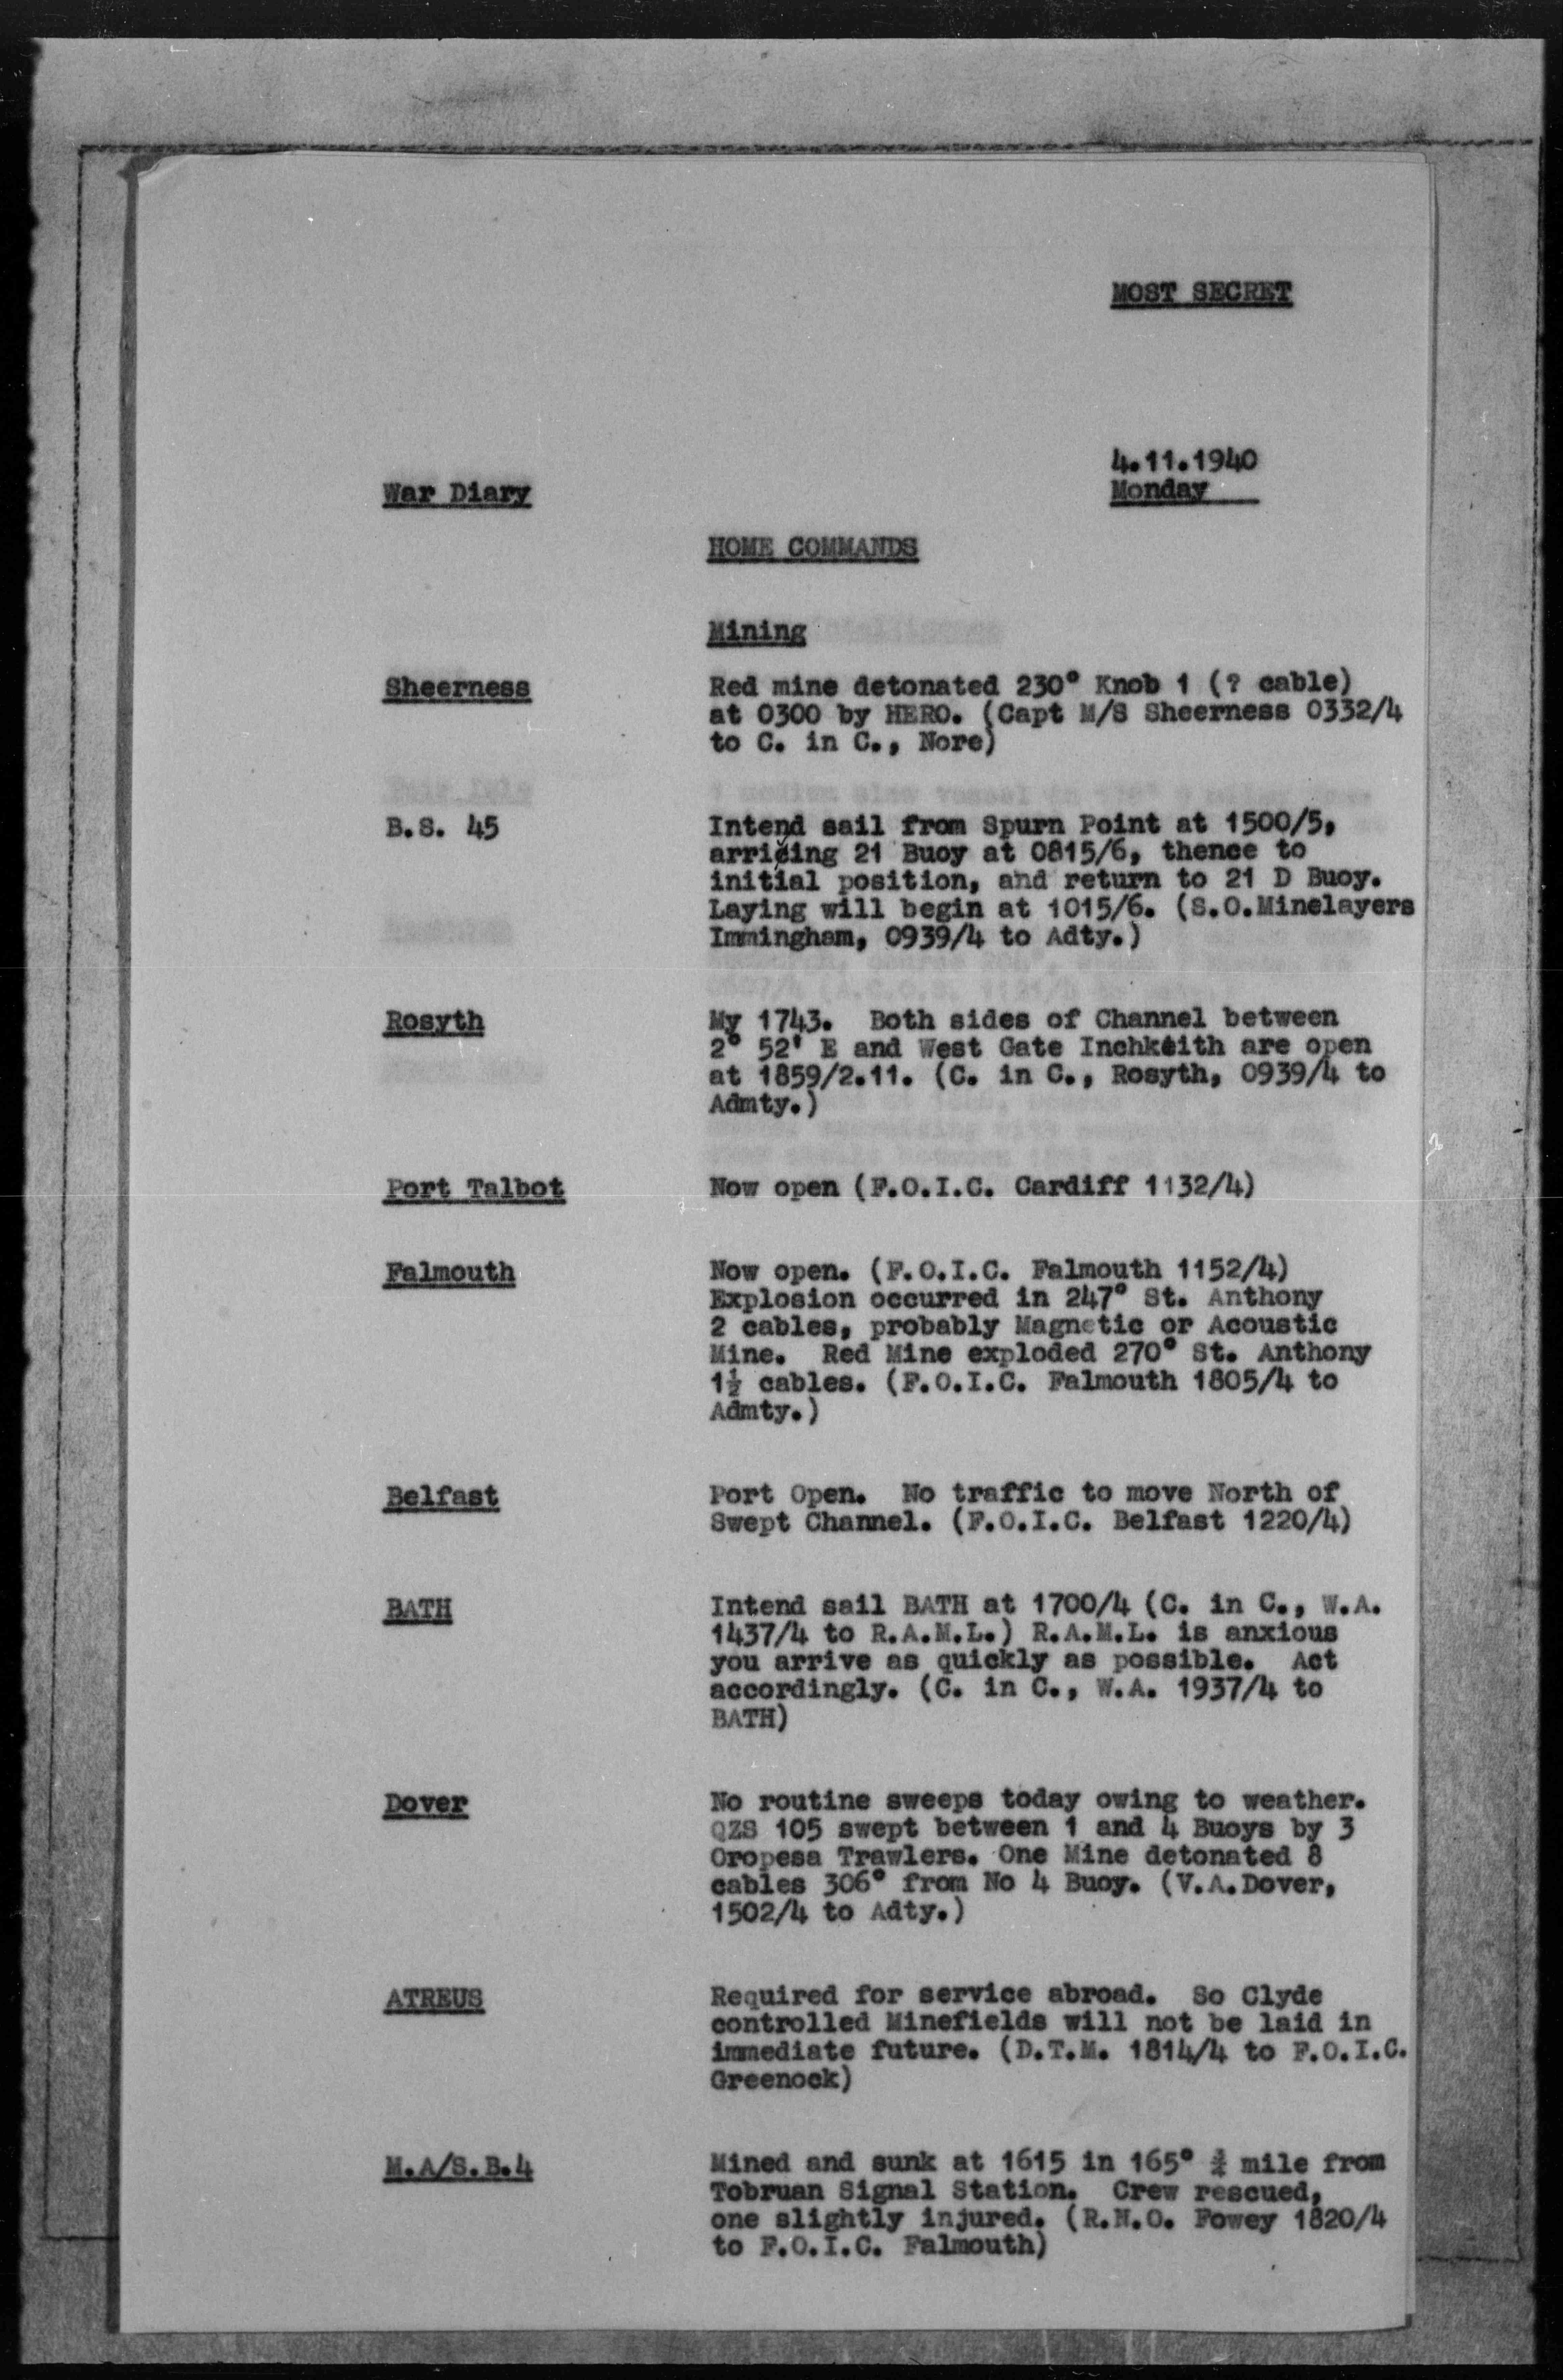 MOST SECRET
4.11.1940
War Diary
Monday
HOME COMMANDS
Mining
Sheerness
Red mine detonated 230° Knob 1 (? cable)
at 0300 by HERO. (Capt M/S Sheerness 0332/4
to C. in C., Nore)
B.S. 45
Intend sail from Spurn Point at 1500/5,
arriving 21 Buoy at 0815/6, thence to
initial position, and return to 21 D Buoy.
Laying will begin at 1015/6. (S.O.Minelayers
Immingham, 0939/4 to Adty.)
Rosyth
My 1743. Both sides of Channel between
2° 52' E and West Gate Inchkeith are open
at 1859/2.11. (C. in C., Rosyth, 0939/4 to
Admty.)
Port Talbot
Now open (F.O.I.C. Cardiff 1132/4)
Falmouth
Now open. (F.O.I.C. Falmouth 1152/4)
Explosion occurred in 247° St. Anthony
2 cables, probably Magnetic or Acoustic
Mine. Red Mine exploded 270° St. Anthony
1½ cables. (F.O.I.C. Falmouth 1805/4 to
Admty.)
Belfast
Port Open. No traffic to move North of
Swept Channel. (F.O.I.C. Belfast 1220/4)
BATH
Intend sail BATH at 1700/4 (C. in C., W.A.
1437/4 to R.A.M.L.) R.A.M.L. is anxious
you arrive as quickly as possible. Act
accordingly. (C. in C., W.A. 1937/4 to
BATH)
Dover
No routine sweeps today owing to weather.
QZS 105 swept between 1 and 4 Buoys by 3
Oropesa Trawlers. One Mine detonated 8
cables 306° from No 4 Buoy. (V.A.Dover,
1502/4 to Adty.)
ATREUS
Required for service abroad. So Clyde
controlled Minefields will not be laid in
immediate future. (D.T.M. 1814/4 to F.O.I.C.
Greenock)
M.A/S.B.4
Mined and sunk at 1615 in 165° ¾ mile from
Tobruan Signal Station. Crew rescued,
one slightly injured. (R.N.O. Fowey 1820/4
to F.O.I.C. Falmouth)